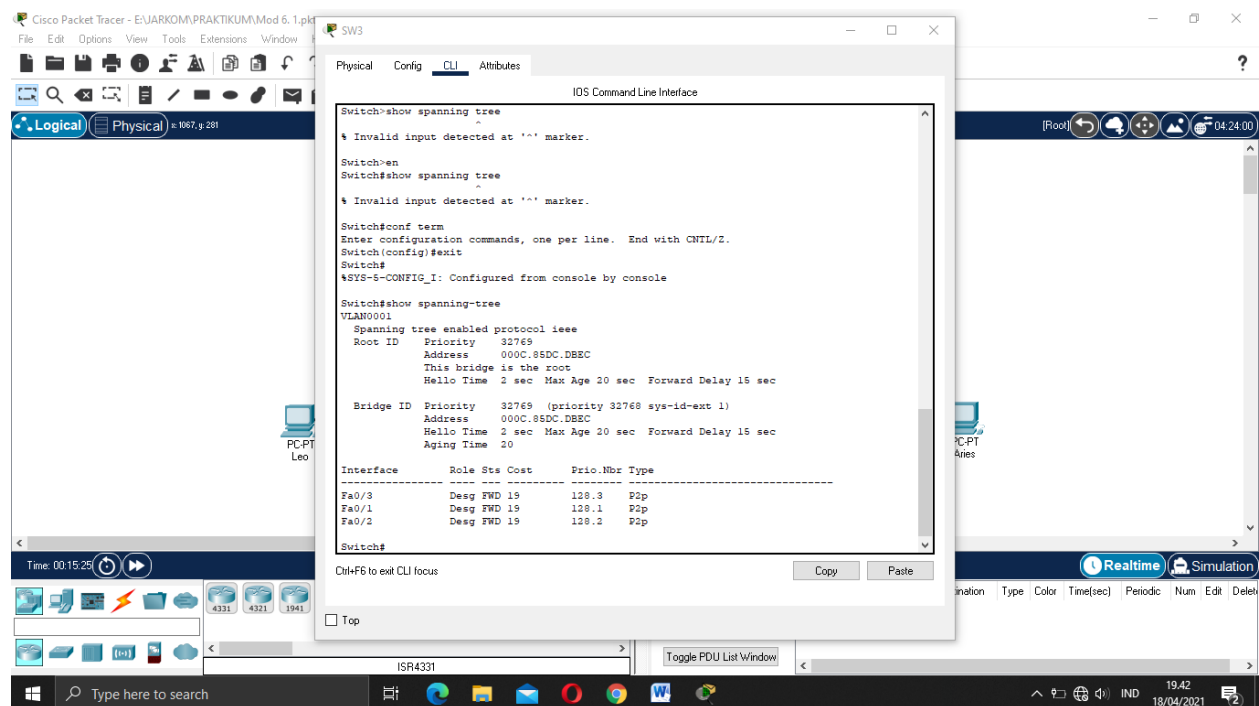 Cisco Packet Tracer - E:\JARKOM\PRAKTIKUM\Mod 6. 1.pkt
File Edit Options View Tools Extensions Window
SW3
Physical Config CLI Attributes
IOS Command Line Interface
Logical Physical x: 1067, y: 281
[Root] 04:24:00
Switch>show spanning tree
^
% Invalid input detected at '^' marker.
Switch>en
Switch#show spanning tree
^
% Invalid input detected at '^' marker.
Switch#conf term
Enter configuration commands, one per line. End with CNTL/Z.
Switch(config)#exit
Switch#
%SYS-5-CONFIG_I: Configured from console by console
Switch#show spanning-tree
VLAN0001
Spanning tree enabled protocol ieee
Root ID Priority 32769
Address 000C.85DC.DBEC
This bridge is the root
Hello Time 2 sec Max Age 20 sec Forward Delay 15 sec
Bridge ID Priority 32769 (priority 32768 sys-id-ext 1)
Address 000C.85DC.DBEC
Hello Time 2 sec Max Age 20 sec Forward Delay 15 sec
Aging Time 20
Interface Role Sts Cost Prio.Nbr Type
---------------- ---- --- --------- -------- --------------------------------
Fa0/3 Desg FWD 19 128.3 P2p
Fa0/1 Desg FWD 19 128.1 P2p
Fa0/2 Desg FWD 19 128.2 P2p
Switch#
PC-PT
Leo
PC-PT
Aries
Ctrl+F6 to exit CLI focus
Copy Paste
Top
Time: 00:15:25
Realtime Simulation
4331 4321 1941
ination Type Color Time(sec) Periodic Num Edit Delet
ISR4331
Toggle PDU List Window
Type here to search
IND
19.42
18/04/2021
2